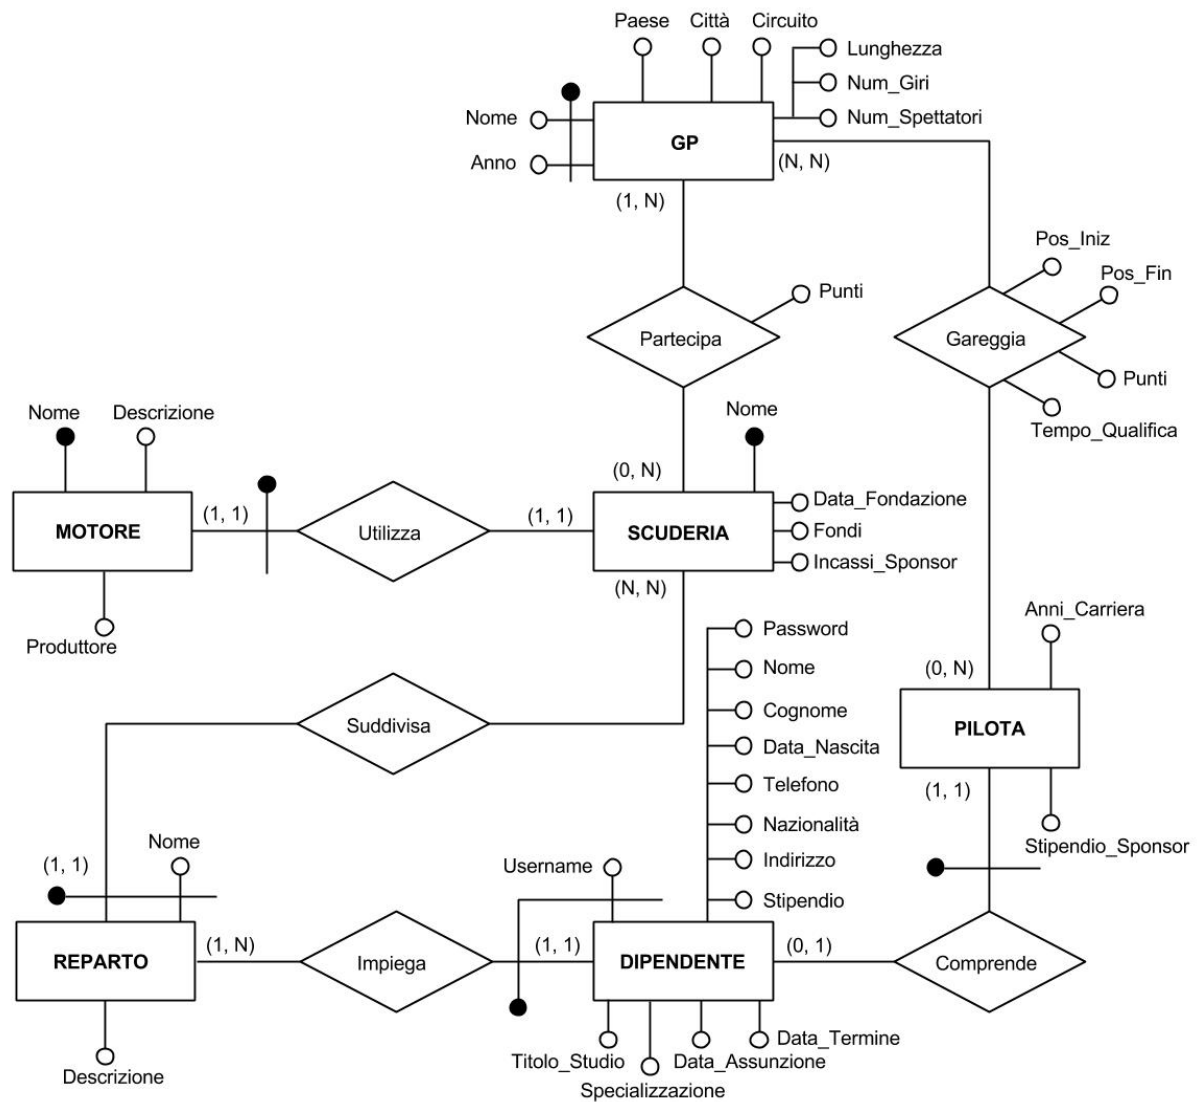 Paese Città Circuito
Lunghezza
Num_Giri
Num_Spettatori
Nome
Anno
GP
(N, N)
(1, N)
Pos_Iniz
Pos_Fin
Punti
Partecipa
Gareggia
Punti
Tempo_Qualifica
Nome Descrizione
Nome
(0, N)
(1, 1)
(1, 1)
MOTORE
Utilizza
SCUDERIA
Data_Fondazione
Fondi
Incassi_Sponsor
(N, N)
Produttore
Anni_Carriera
Password
Nome
Cognome
Data_Nascita
Telefono
Nazionalità
Indirizzo
Stipendio
(0, N)
PILOTA
(1, 1)
Stipendio_Sponsor
Suddivisa
Nome
(1, 1)
Username
REPARTO
(1, N)
Impiega
(1, 1)
DIPENDENTE
(0, 1)
Comprende
Descrizione
Titolo_Studio
Specializzazione
Data_Assunzione
Data_Termine